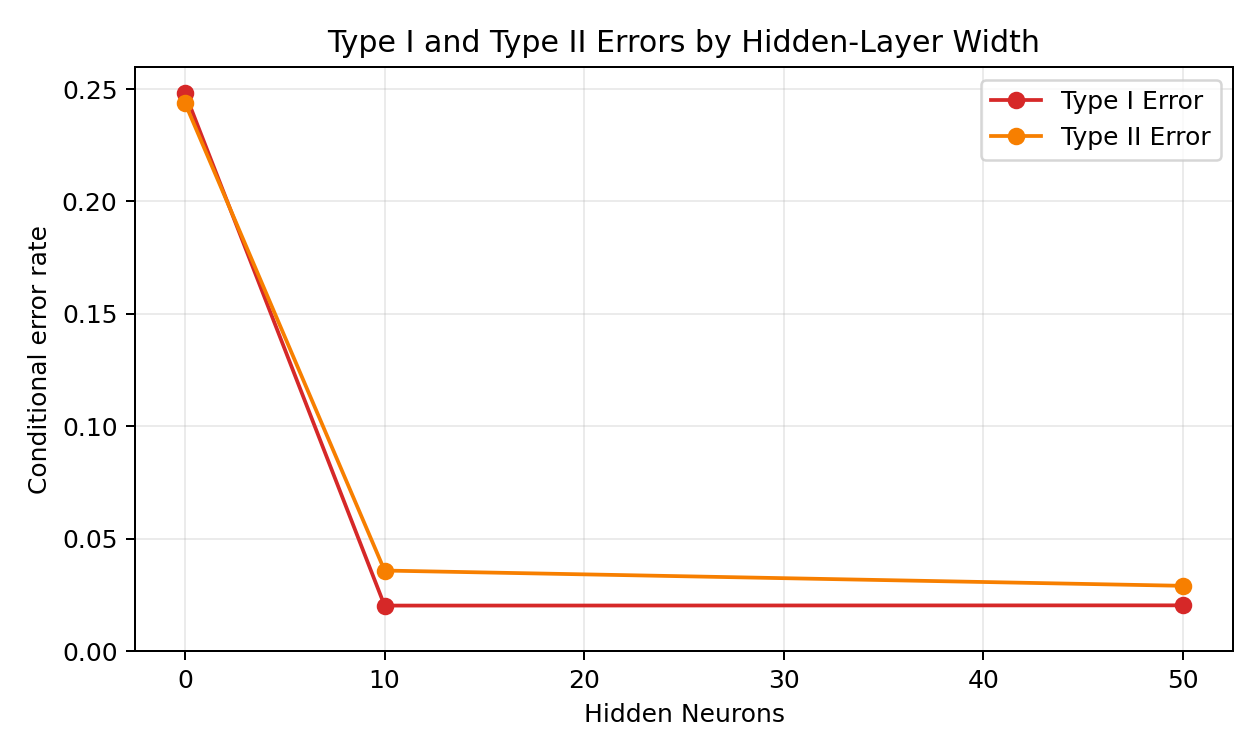 Type I and Type II Errors by Hidden-Layer Width
Type I Error
Type II Error
Conditional error rate
0.25
0.20
0.15
0.10
0.05
0.00
0 10 20 30 40 50
Hidden Neurons